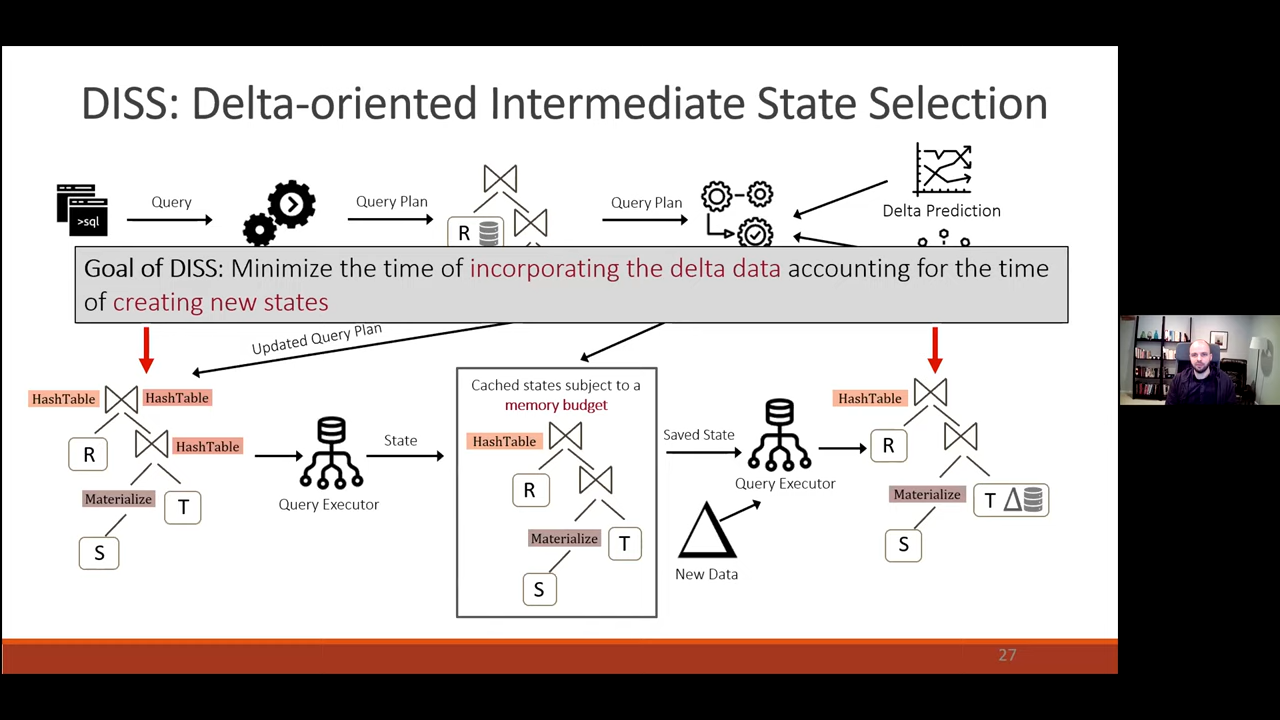 DISS: Delta-oriented Intermediate State Selection
>sql
Query
Query Plan
R
Query Plan
Delta Prediction
Goal of DISS: Minimize the time of incorporating the delta data accounting for the time
of creating new states
Updated Query Plan
HashTable
HashTable
R
HashTable
Materialize
T
S
Query Executor
State
Cached states subject to a
memory budget
HashTable
R
Materialize
T
S
Saved State
Query Executor
New Data
HashTable
R
Materialize
T Δ
S
27